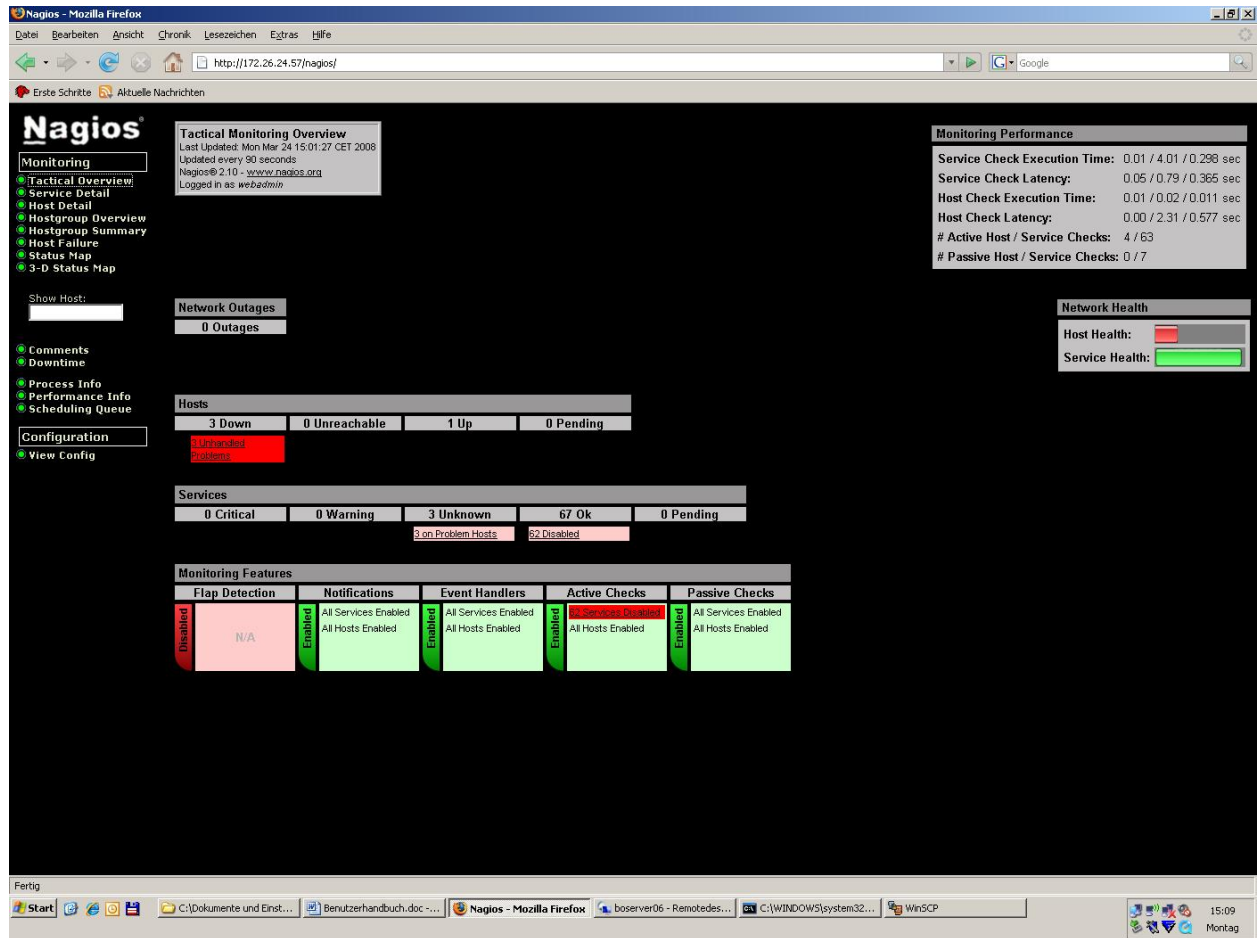 Nagios - Mozilla Firefox
Datei Bearbeiten Ansicht Chronik Lesezeichen Extras Hilfe
http://172.26.24.57/nagios/
G Google
Erste Schritte Aktuelle Nachrichten
Nagios®
Monitoring
Tactical Overview
Service Detail
Host Detail
Hostgroup Overview
Hostgroup Summary
Host Failure
Status Map
3-D Status Map
Show Host:
Comments
Downtime
Process Info
Performance Info
Scheduling Queue
Configuration
View Config
Tactical Monitoring Overview
Last Updated: Mon Mar 24 15:01:27 CET 2008
Updated every 90 seconds
Nagios® 2.10 - www.nagios.org
Logged in as webadmin
Monitoring Performance
Service Check Execution Time: 0.01 / 4.01 / 0.298 sec
Service Check Latency: 0.05 / 0.79 / 0.365 sec
Host Check Execution Time: 0.01 / 0.02 / 0.011 sec
Host Check Latency: 0.00 / 2.31 / 0.577 sec
# Active Host / Service Checks: 4 / 63
# Passive Host / Service Checks: 0 / 7
Network Outages
0 Outages
Network Health
Host Health:
Service Health:
Hosts
3 Down 0 Unreachable 1 Up 0 Pending
3 Unhandled
Problems
Services
0 Critical 0 Warning 3 Unknown 67 Ok 0 Pending
3 on Problem Hosts 62 Disabled
Monitoring Features
Flap Detection Notifications Event Handlers Active Checks Passive Checks
Disabled
N/A
Enabled
All Services Enabled
All Hosts Enabled
Enabled
All Services Enabled
All Hosts Enabled
Enabled
62 Services Disabled
All Hosts Enabled
Enabled
All Services Enabled
All Hosts Enabled
Fertig
Start C:\Dokumente und Einst... Benutzerhandbuch.doc -... Nagios - Mozilla Firefox boserver06 - Remotedes... C:\WINDOWS\system32... WinSCP 15:09
Montag